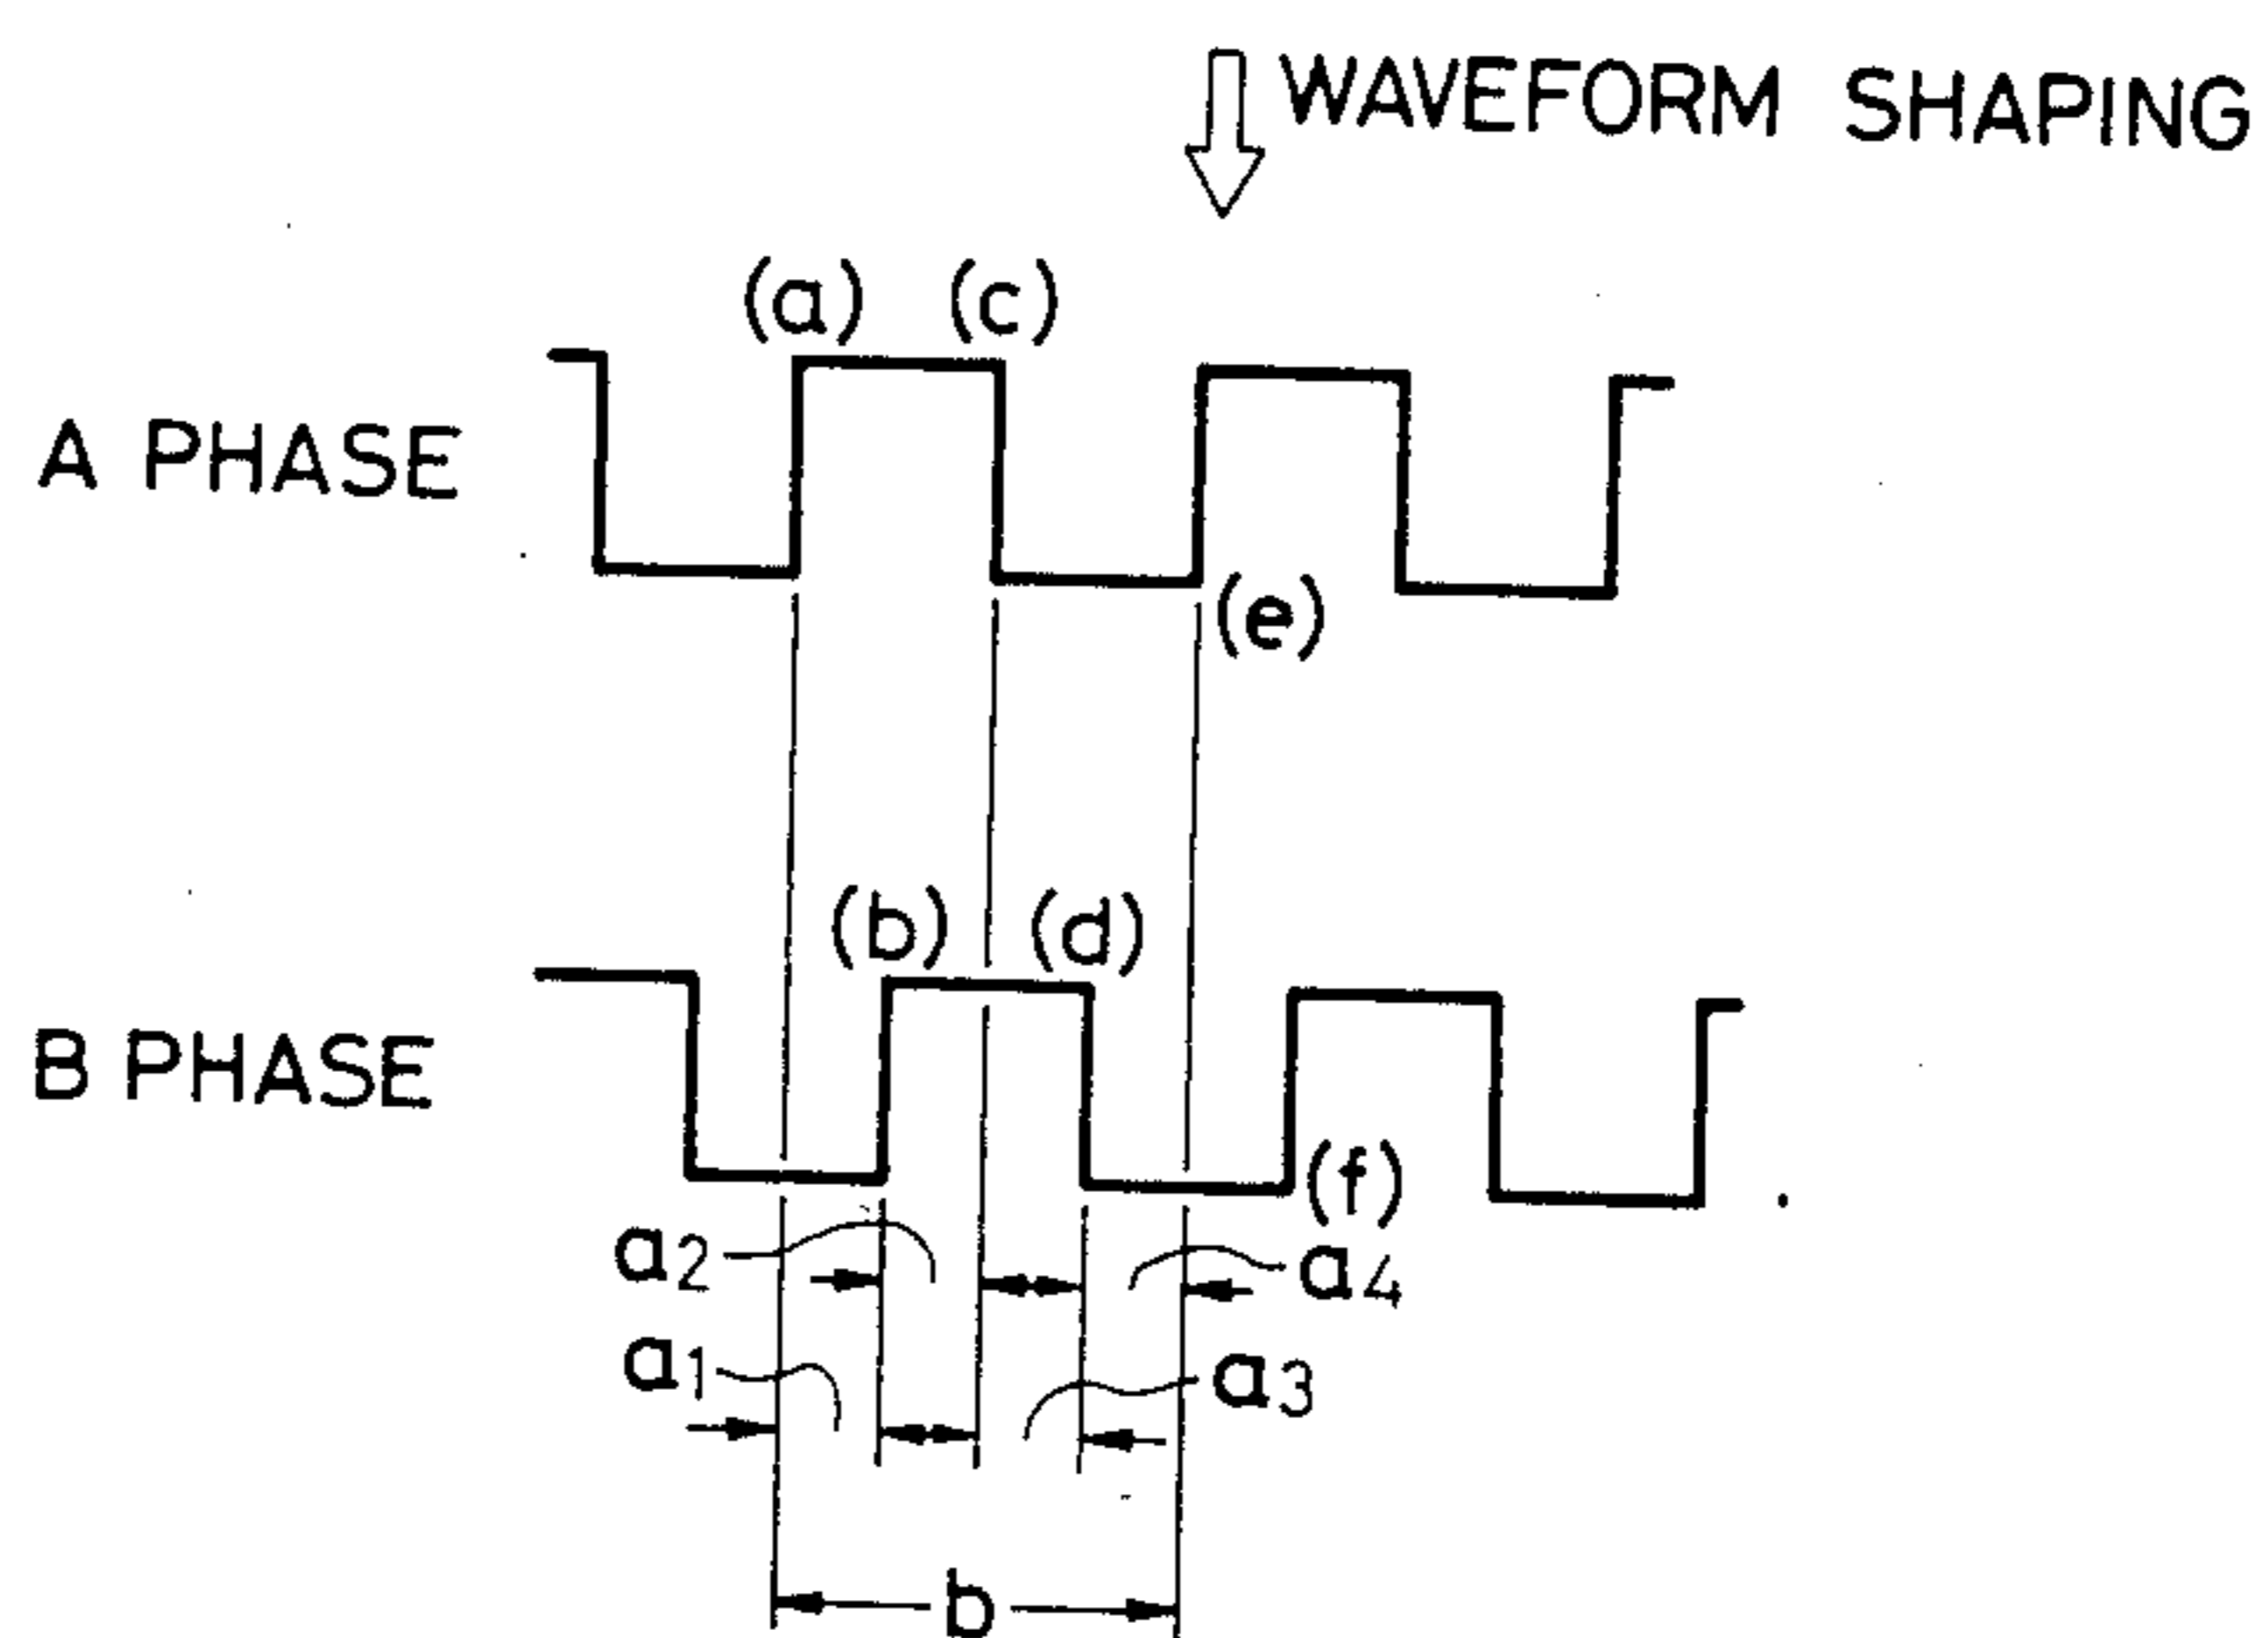 WAVEFORM SHAPING
(a) (c)
A PHASE
(e)
(b) (d)
B PHASE
(f)
a2 a4
a1 a3
b